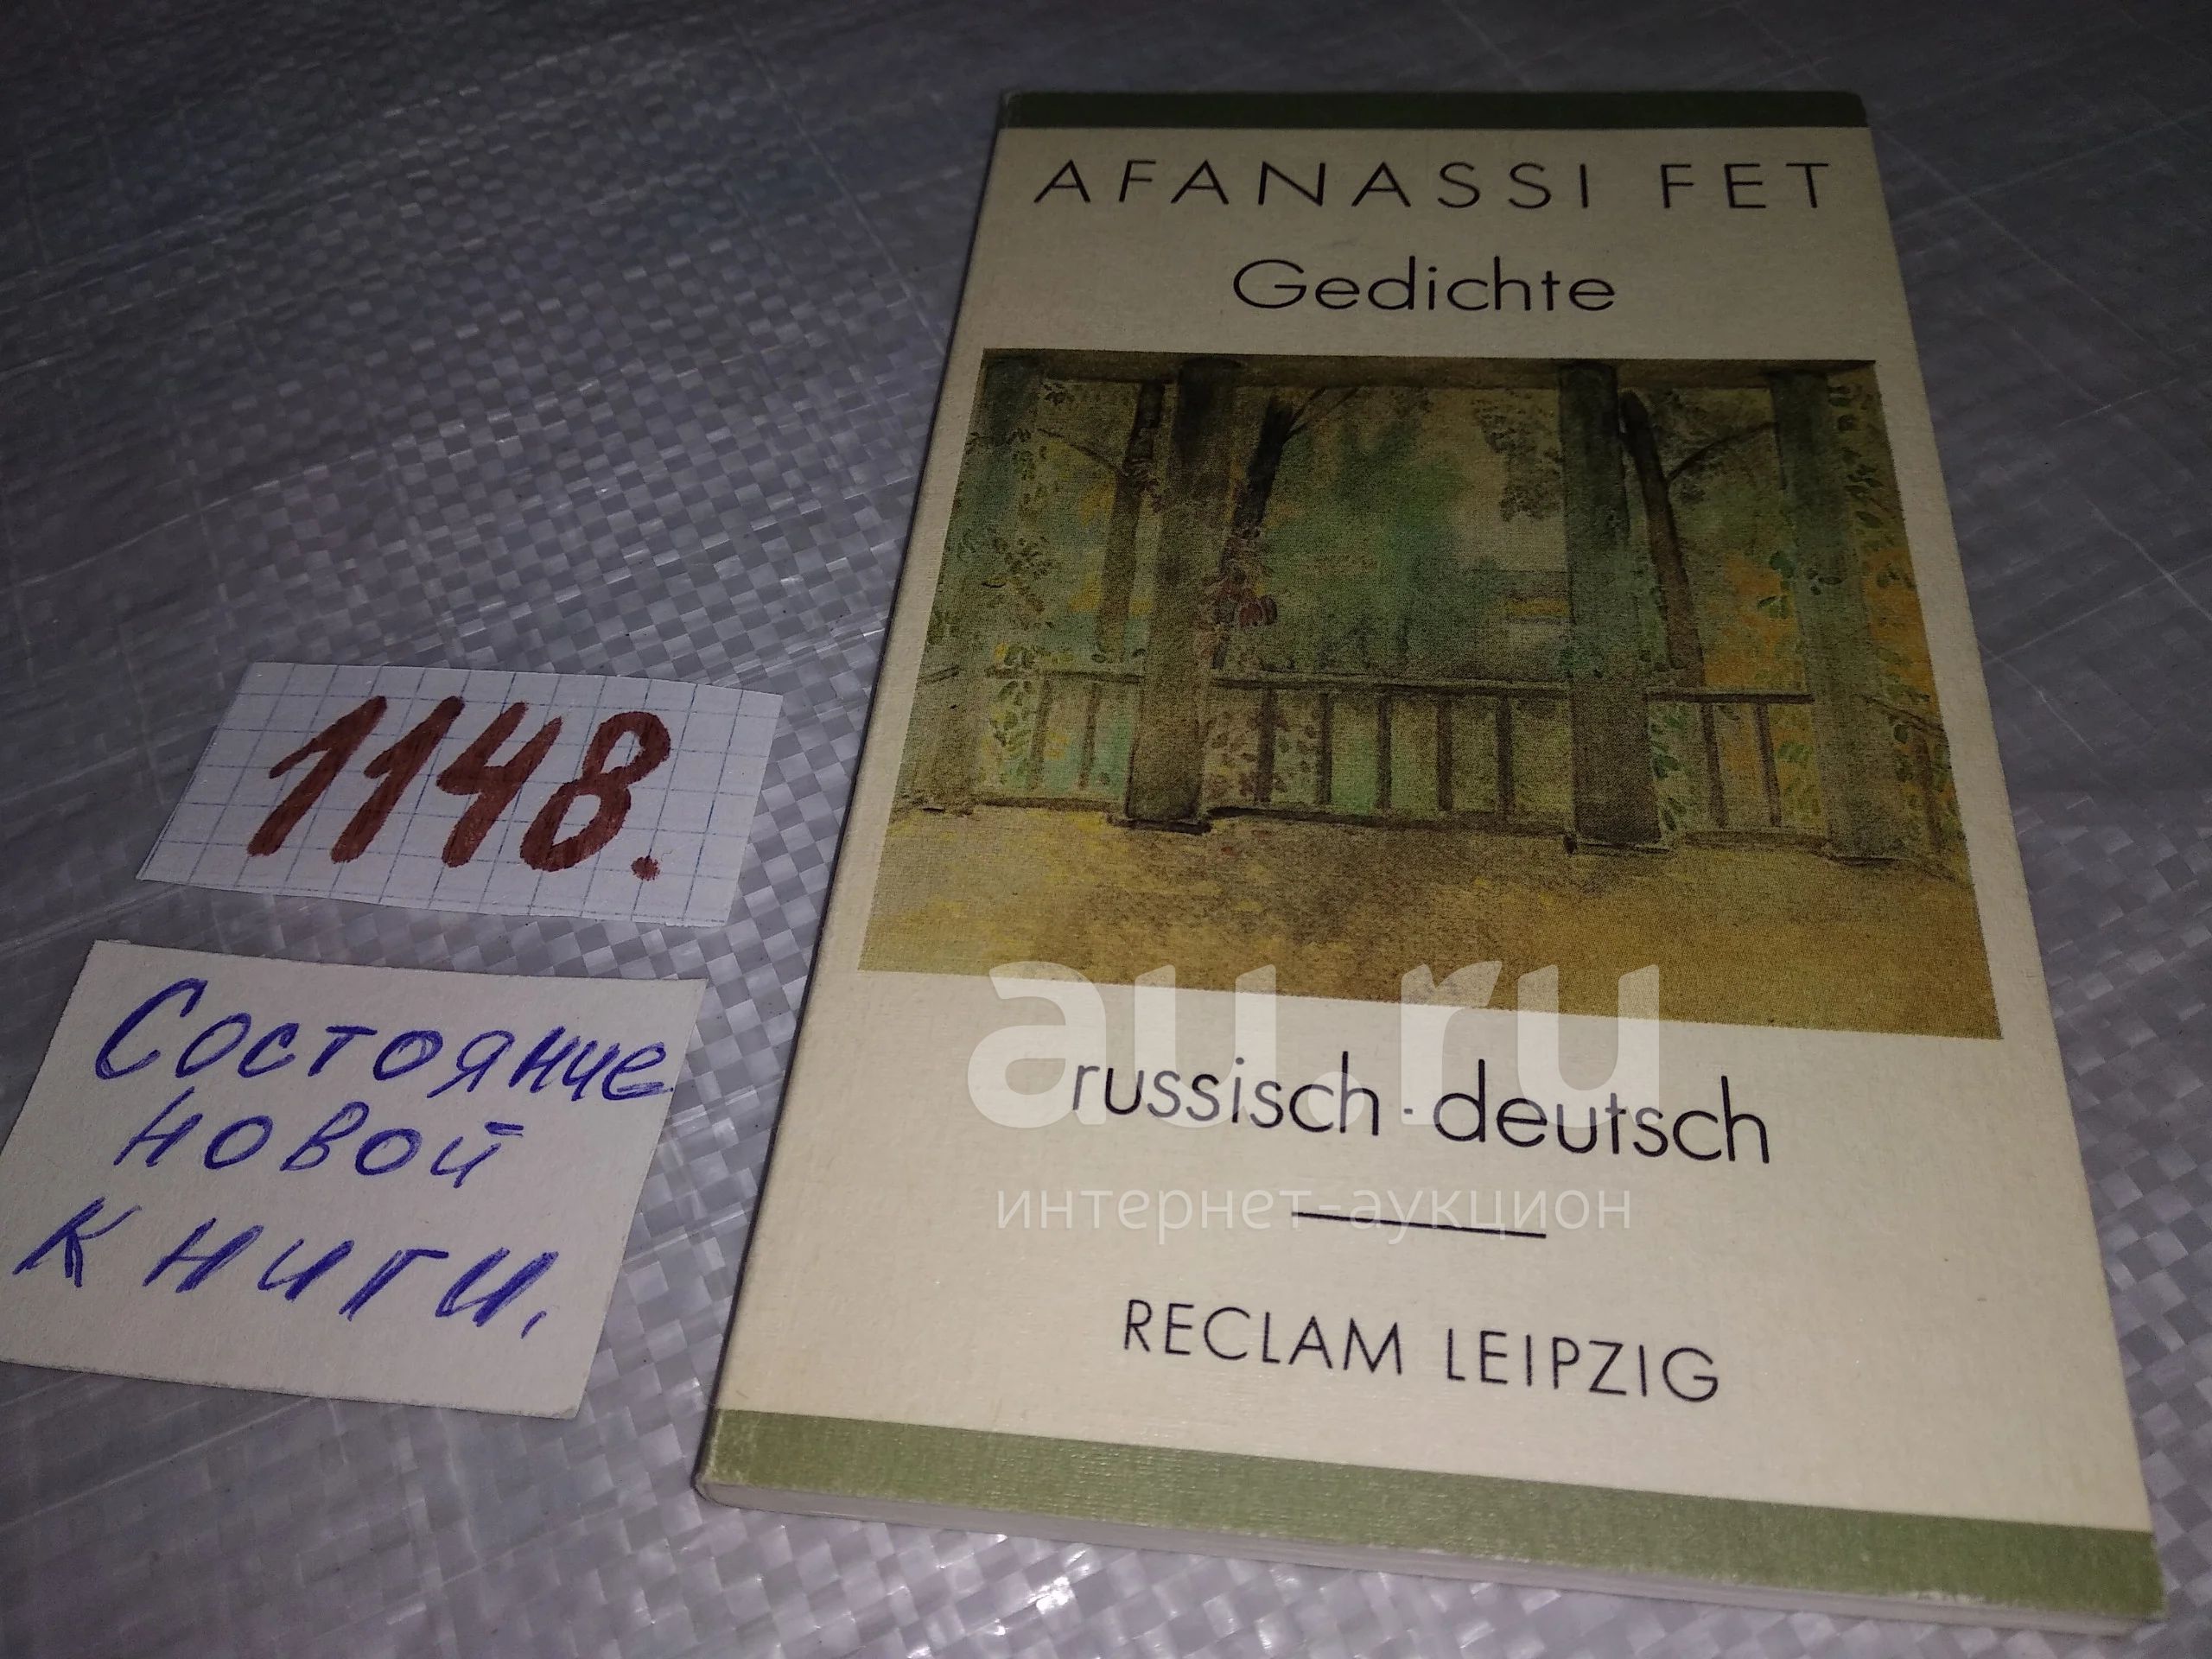 AFANASSI FET
Gedichte
1148.
Состояние
новой
книги.
au.ru
russisch · deutsch
интернет-аукцион
RECLAM LEIPZIG